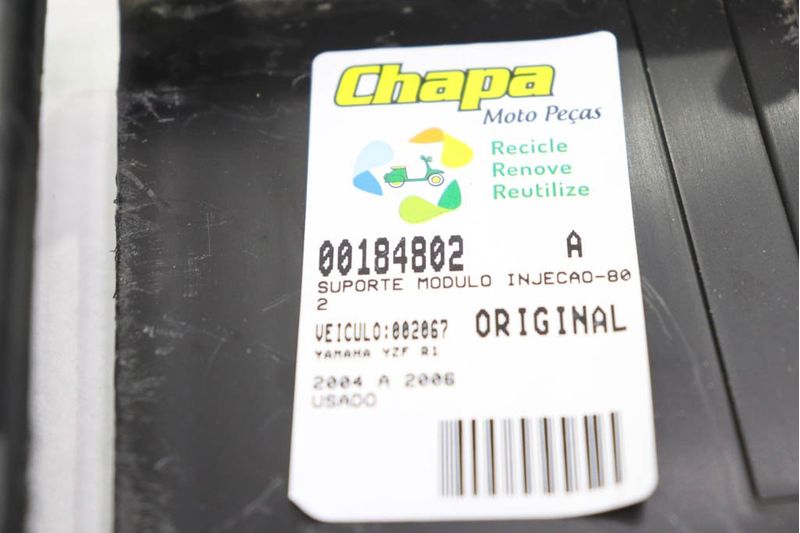 Chapa
Moto Peças
Recicle
Renove
Reutilize
00184802 A
SUPORTE MODULO INJECAO-80
2
VEICULO:002067 ORIGINAL
YAMAHA YZF R1
2004 A 2006
USADO